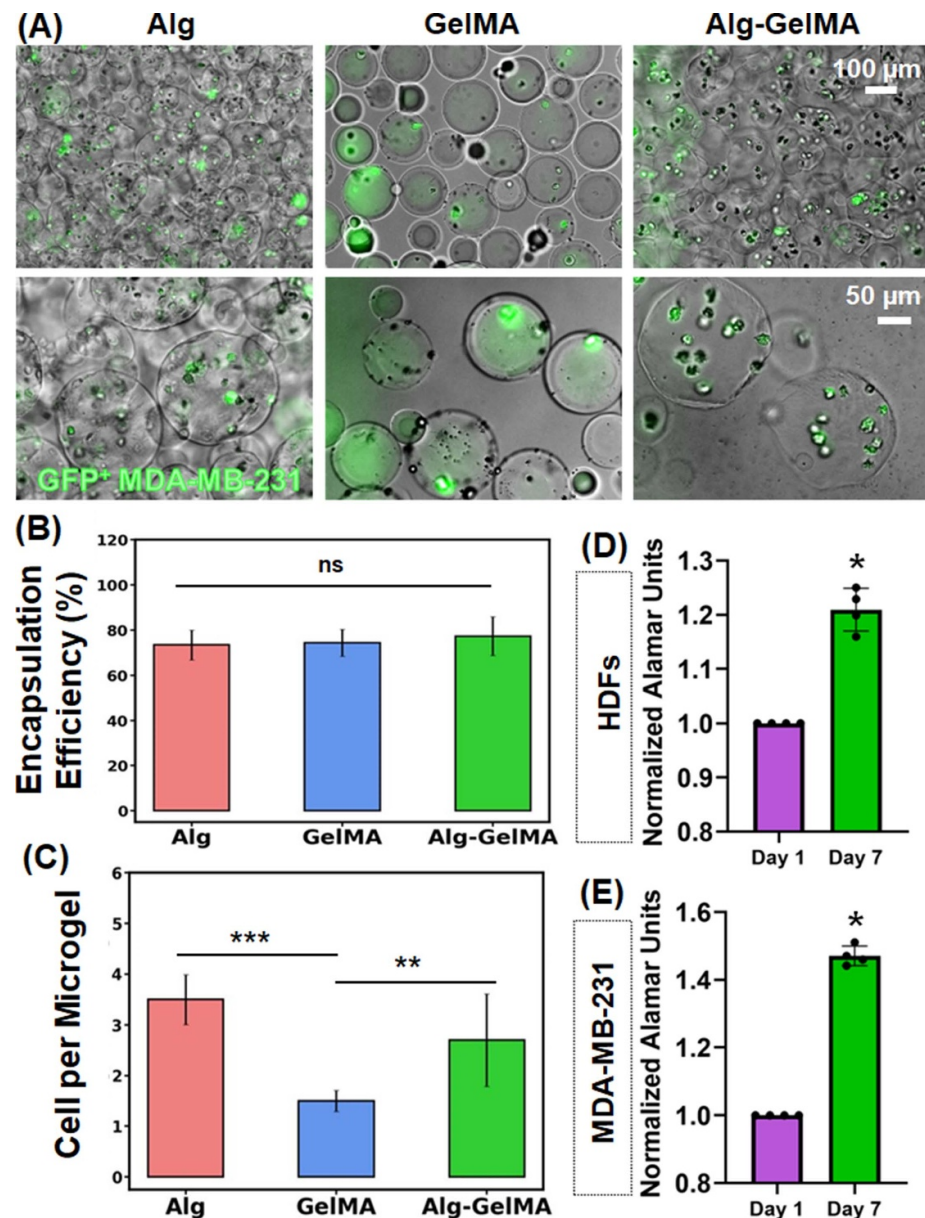 (A)
Alg
GelMA
Alg-GelMA
100 µm
50 µm
GFP⁺ MDA-MB-231
(B)
Encapsulation
Efficiency (%)
120
100
80
60
40
20
0
ns
Alg
GelMA
Alg-GelMA
(C)
Cell per Microgel
6
5
4
3
2
1
0
***
**
Alg
GelMA
Alg-GelMA
(D)
HDFs
Normalized Alamar Units
1.3
1.2
1.1
1.0
0.9
0.8
*
Day 1
Day 7
(E)
MDA-MB-231
Normalized Alamar Units
1.6
1.4
1.2
1.0
0.8
*
Day 1
Day 7